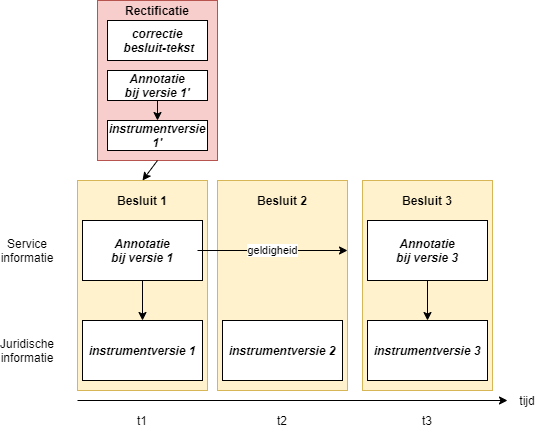 Rectificatie
correctie
besluit-tekst
Annotatie
bij versie 1'
instrumentversie
1'
Besluit 1
Besluit 2
Besluit 3
Service
informatie
Annotatie
bij versie 1
geldigheid
Annotatie
bij versie 3
Juridische
informatie
instrumentversie 1
instrumentversie 2
instrumentversie 3
tijd
t1
t2
t3